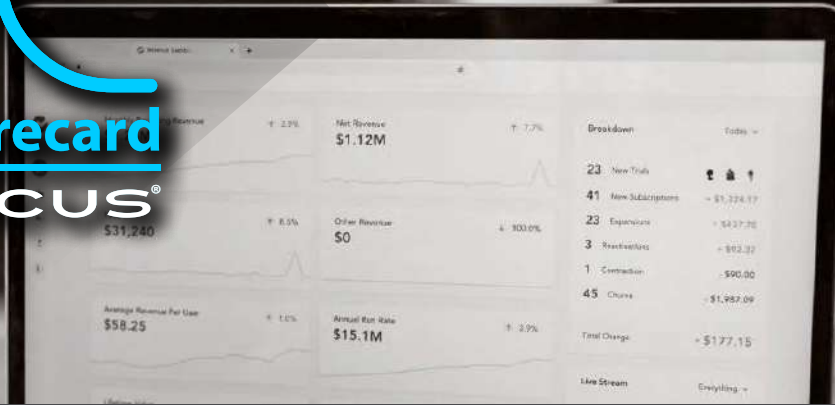 recard
CUS®
Revenue
↑ 2.9%
$31,240
↑ 8.5%
Average Revenue Per User
$58.25
↑ 1.0%
Net Revenue
$1.12M
↑ 7.7%
Other Revenue
$0
↓ 100.0%
Annual Run Rate
$15.1M
↑ 2.9%
Breakdown
Today
23 New Trials
41 New Subscriptions
23 Expansions
3 Reactivations
1 Contraction - $90.00
45 Churns - $1,987.09
Total Change $177.15
Live Stream
Everything